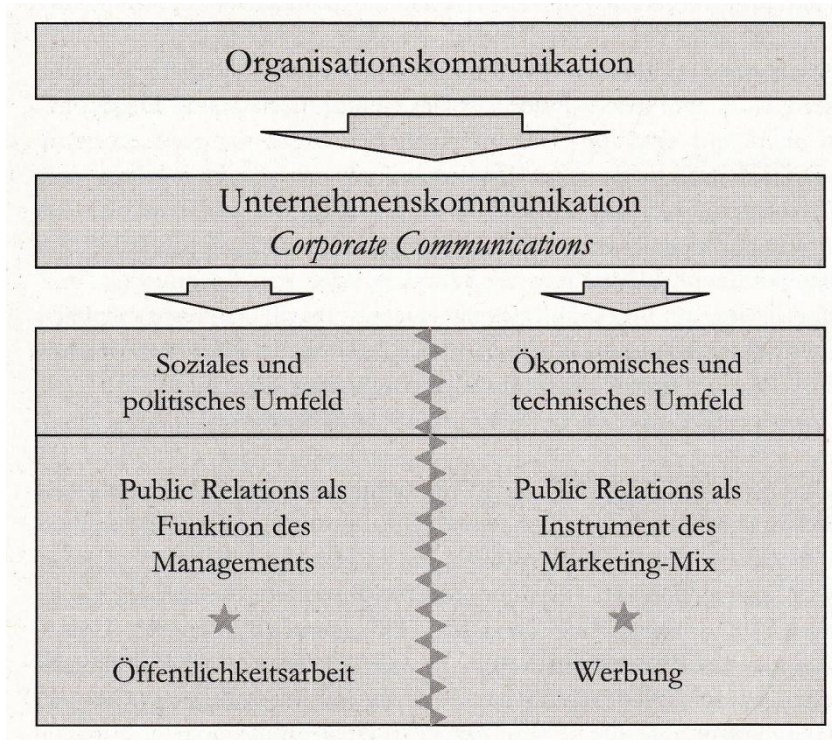 Organisationskommunikation
Unternehmenskommunikation
Corporate Communications
Soziales und
politisches Umfeld
Ökonomisches und
technisches Umfeld
Public Relations als
Funktion des
Managements
Öffentlichkeitsarbeit
Public Relations als
Instrument des
Marketing-Mix
Werbung